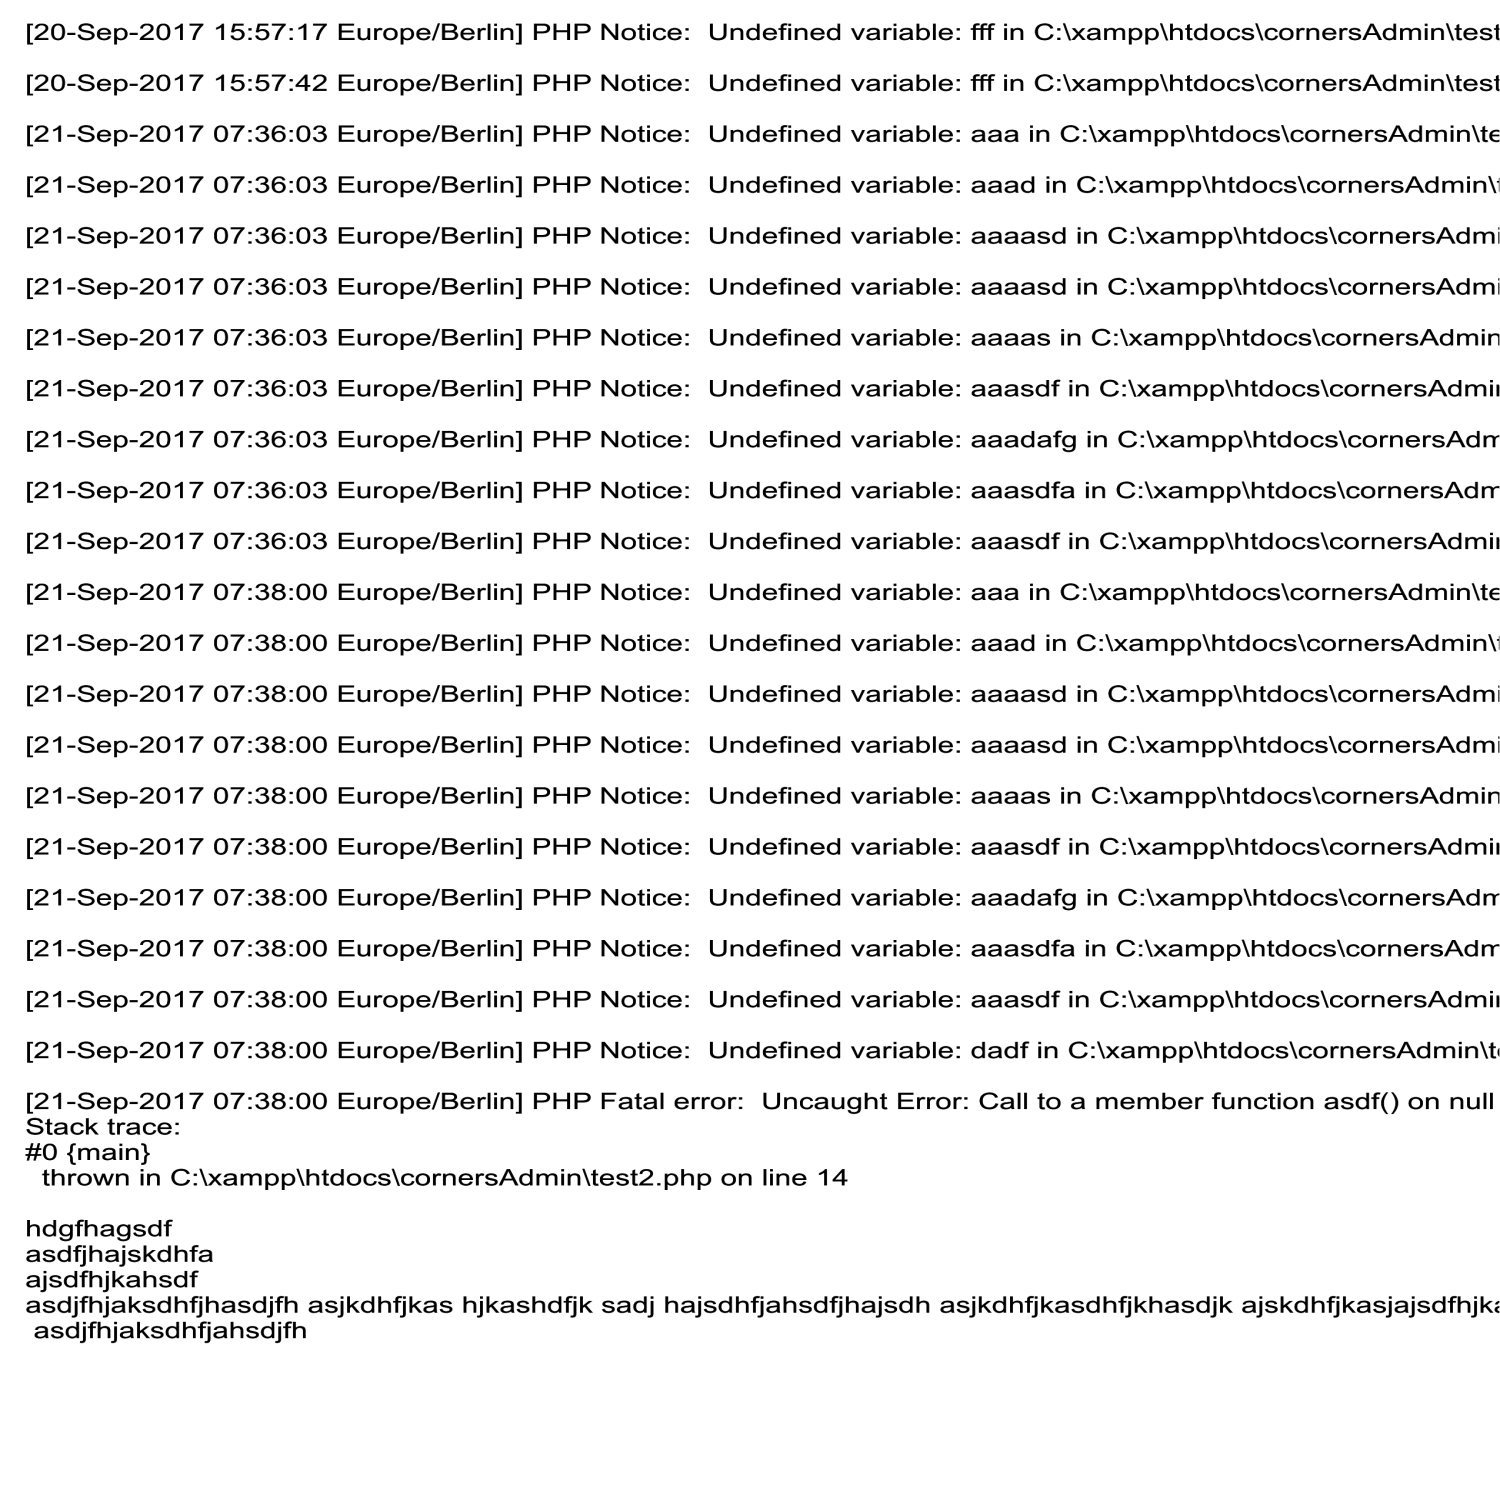 [20-Sep-2017 15:57:17 Europe/Berlin] PHP Notice:  Undefined variable: fff in C:\xampp\htdocs\cornersAdmin\test
[20-Sep-2017 15:57:42 Europe/Berlin] PHP Notice:  Undefined variable: fff in C:\xampp\htdocs\cornersAdmin\test
[21-Sep-2017 07:36:03 Europe/Berlin] PHP Notice:  Undefined variable: aaa in C:\xampp\htdocs\cornersAdmin\te
[21-Sep-2017 07:36:03 Europe/Berlin] PHP Notice:  Undefined variable: aaad in C:\xampp\htdocs\cornersAdmin\t
[21-Sep-2017 07:36:03 Europe/Berlin] PHP Notice:  Undefined variable: aaaasd in C:\xampp\htdocs\cornersAdmi
[21-Sep-2017 07:36:03 Europe/Berlin] PHP Notice:  Undefined variable: aaaasd in C:\xampp\htdocs\cornersAdmi
[21-Sep-2017 07:36:03 Europe/Berlin] PHP Notice:  Undefined variable: aaaas in C:\xampp\htdocs\cornersAdmin
[21-Sep-2017 07:36:03 Europe/Berlin] PHP Notice:  Undefined variable: aaasdf in C:\xampp\htdocs\cornersAdmi
[21-Sep-2017 07:36:03 Europe/Berlin] PHP Notice:  Undefined variable: aaadafg in C:\xampp\htdocs\cornersAdm
[21-Sep-2017 07:36:03 Europe/Berlin] PHP Notice:  Undefined variable: aaasdfa in C:\xampp\htdocs\cornersAdm
[21-Sep-2017 07:36:03 Europe/Berlin] PHP Notice:  Undefined variable: aaasdf in C:\xampp\htdocs\cornersAdmi
[21-Sep-2017 07:38:00 Europe/Berlin] PHP Notice:  Undefined variable: aaa in C:\xampp\htdocs\cornersAdmin\te
[21-Sep-2017 07:38:00 Europe/Berlin] PHP Notice:  Undefined variable: aaad in C:\xampp\htdocs\cornersAdmin\t
[21-Sep-2017 07:38:00 Europe/Berlin] PHP Notice:  Undefined variable: aaaasd in C:\xampp\htdocs\cornersAdmi
[21-Sep-2017 07:38:00 Europe/Berlin] PHP Notice:  Undefined variable: aaaasd in C:\xampp\htdocs\cornersAdmi
[21-Sep-2017 07:38:00 Europe/Berlin] PHP Notice:  Undefined variable: aaaas in C:\xampp\htdocs\cornersAdmin
[21-Sep-2017 07:38:00 Europe/Berlin] PHP Notice:  Undefined variable: aaasdf in C:\xampp\htdocs\cornersAdmi
[21-Sep-2017 07:38:00 Europe/Berlin] PHP Notice:  Undefined variable: aaadafg in C:\xampp\htdocs\cornersAdm
[21-Sep-2017 07:38:00 Europe/Berlin] PHP Notice:  Undefined variable: aaasdfa in C:\xampp\htdocs\cornersAdm
[21-Sep-2017 07:38:00 Europe/Berlin] PHP Notice:  Undefined variable: aaasdf in C:\xampp\htdocs\cornersAdmi
[21-Sep-2017 07:38:00 Europe/Berlin] PHP Notice:  Undefined variable: dadf in C:\xampp\htdocs\cornersAdmin\t
[21-Sep-2017 07:38:00 Europe/Berlin] PHP Fatal error:  Uncaught Error: Call to a member function asdf() on null
Stack trace:
#0 {main}
  thrown in C:\xampp\htdocs\cornersAdmin\test2.php on line 14
hdgfhagsdf
asdfjhajskdhfa
ajsdfhjkahsdf
asdjfhjaksdhfjhasdjfh asjkdhfjkas hjkashdfjk sadj hajsdhfjahsdfjhajsdh asjkdhfjkasdhfjkhasdjk ajskdhfjkasjajsdfhjka
 asdjfhjaksdhfjahsdjfh